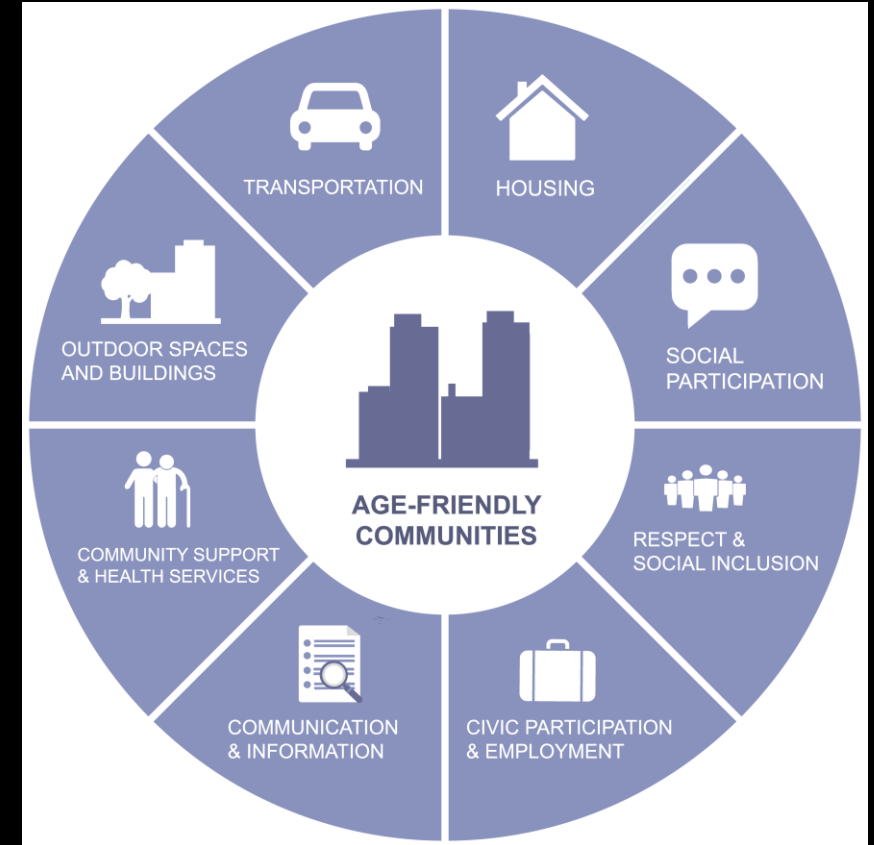 TRANSPORTATION
HOUSING
SOCIAL
PARTICIPATION
RESPECT &
SOCIAL INCLUSION
CIVIC PARTICIPATION
& EMPLOYMENT
COMMUNICATION
& INFORMATION
COMMUNITY SUPPORT
& HEALTH SERVICES
OUTDOOR SPACES
AND BUILDINGS
AGE-FRIENDLY
COMMUNITIES